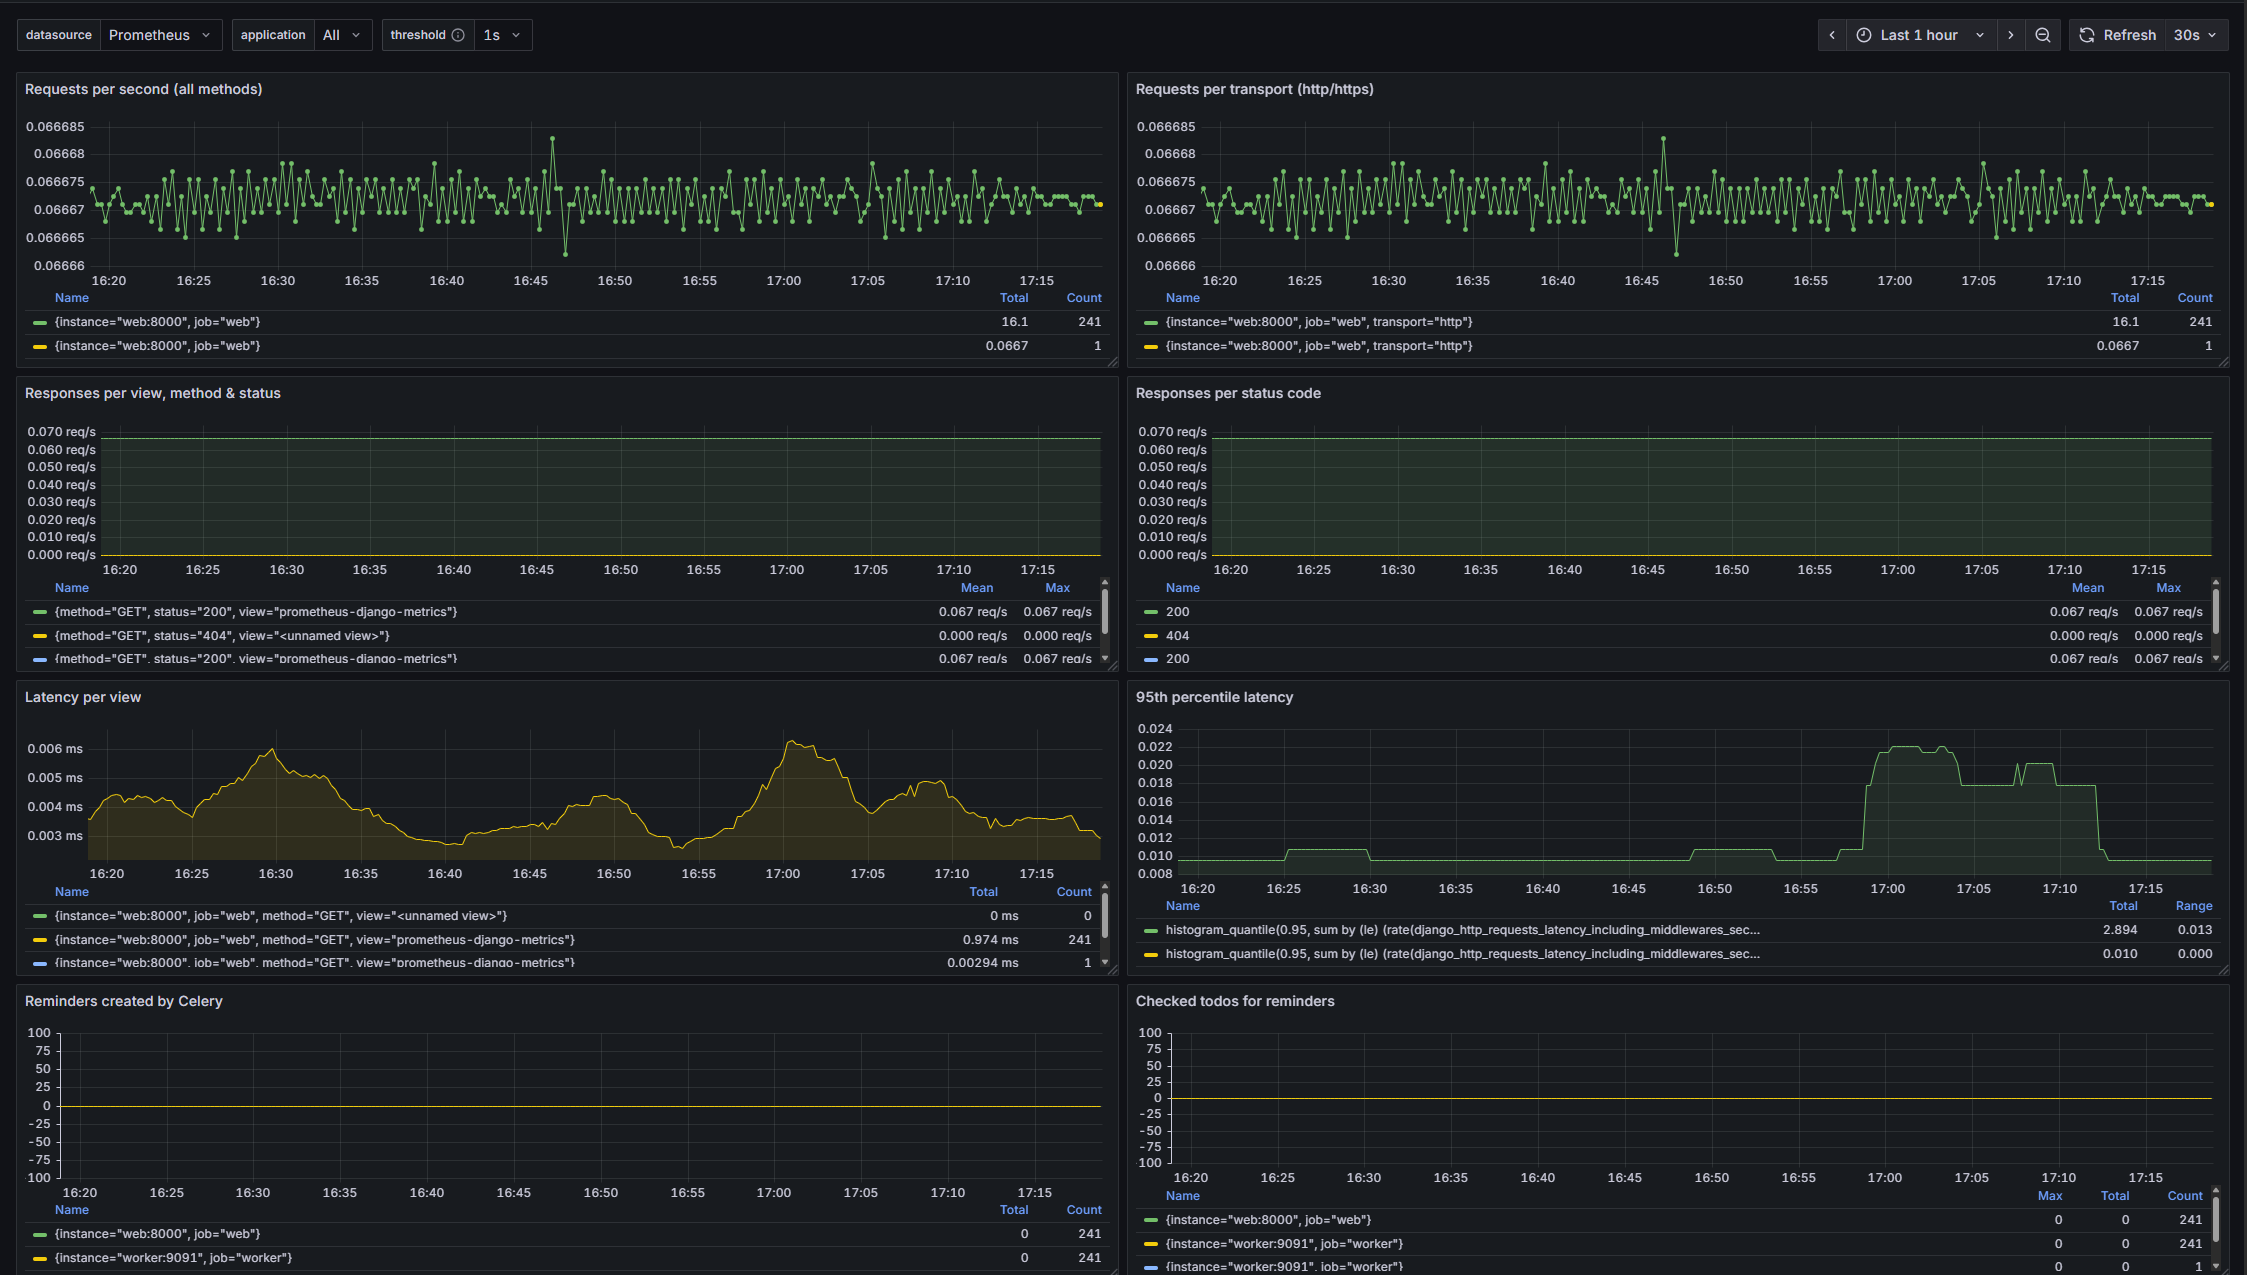 datasource Prometheus application All threshold 1s Last 1 hour Refresh 30s
Requests per second (all methods)
0.066685
0.06668
0.066675
0.06667
0.066665
0.06666
16:20 16:25 16:30 16:35 16:40 16:45 16:50 16:55 17:00 17:05 17:10 17:15
Name Total Count
{instance="web:8000", job="web"} 16.1 241
{instance="web:8000", job="web"} 0.0667 1
Requests per transport (http/https)
0.066685
0.06668
0.066675
0.06667
0.066665
0.06666
16:20 16:25 16:30 16:35 16:40 16:45 16:50 16:55 17:00 17:05 17:10 17:15
Name Total Count
{instance="web:8000", job="web", transport="http"} 16.1 241
{instance="web:8000", job="web", transport="http"} 0.0667 1
Responses per view, method & status
0.070 req/s
0.060 req/s
0.050 req/s
0.040 req/s
0.030 req/s
0.020 req/s
0.010 req/s
0.000 req/s
16:20 16:25 16:30 16:35 16:40 16:45 16:50 16:55 17:00 17:05 17:10 17:15
Name Mean Max
{method="GET", status="200", view="prometheus-django-metrics"} 0.067 req/s 0.067 req/s
{method="GET", status="404", view="<unnamed view>"} 0.000 req/s 0.000 req/s
{method="GET", status="200", view="prometheus-django-metrics"} 0.067 req/s 0.067 req/s
Responses per status code
0.070 req/s
0.060 req/s
0.050 req/s
0.040 req/s
0.030 req/s
0.020 req/s
0.010 req/s
0.000 req/s
16:20 16:25 16:30 16:35 16:40 16:45 16:50 16:55 17:00 17:05 17:10 17:15
Name Mean Max
200 0.067 req/s 0.067 req/s
404 0.000 req/s 0.000 req/s
200 0.067 req/s 0.067 req/s
Latency per view
0.006 ms
0.005 ms
0.004 ms
0.003 ms
16:20 16:25 16:30 16:35 16:40 16:45 16:50 16:55 17:00 17:05 17:10 17:15
Name Total Count
{instance="web:8000", job="web", method="GET", view="<unnamed view>"} 0 ms 0
{instance="web:8000", job="web", method="GET", view="prometheus-django-metrics"} 0.974 ms 241
{instance="web:8000", job="web", method="GET", view="prometheus-django-metrics"} 0.00294 ms 1
95th percentile latency
0.024
0.022
0.020
0.018
0.016
0.014
0.012
0.010
0.008
16:20 16:25 16:30 16:35 16:40 16:45 16:50 16:55 17:00 17:05 17:10 17:15
Name Total Range
histogram_quantile(0.95, sum by (le) (rate(django_http_requests_latency_including_middlewares_sec... 2.894 0.013
histogram_quantile(0.95, sum by (le) (rate(django_http_requests_latency_including_middlewares_sec... 0.010 0.000
Reminders created by Celery
100
75
50
25
0
-25
-50
-75
-100
16:20 16:25 16:30 16:35 16:40 16:45 16:50 16:55 17:00 17:05 17:10 17:15
Name Total Count
{instance="web:8000", job="web"} 0 241
{instance="worker:9091", job="worker"} 0 241
Checked todos for reminders
100
75
50
25
0
-25
-50
-75
-100
16:20 16:25 16:30 16:35 16:40 16:45 16:50 16:55 17:00 17:05 17:10 17:15
Name Max Total Count
{instance="web:8000", job="web"} 0 0 241
{instance="worker:9091", job="worker"} 0 0 241
{instance="worker:9091", job="worker"} 0 0 1